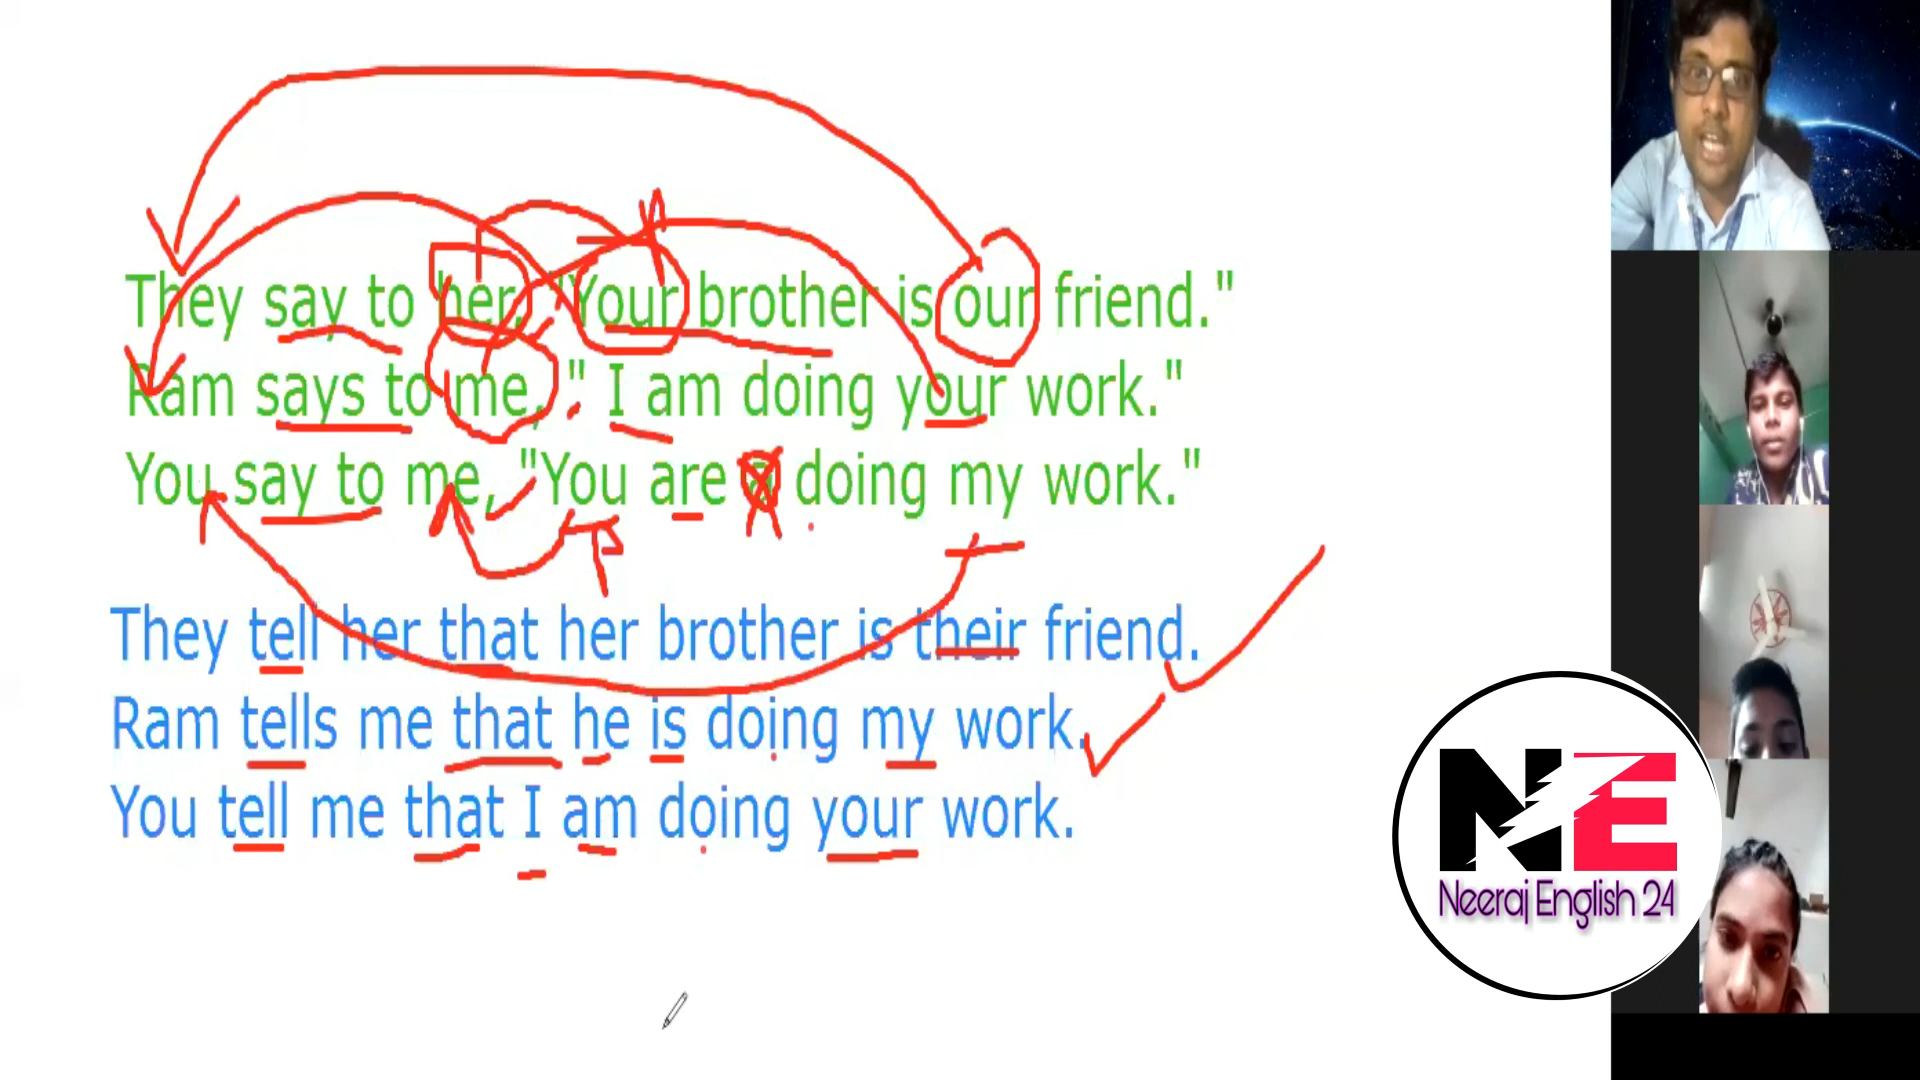 They say to her, "Your brother is our friend."
Ram says to me, " I am doing your work."
You say to me, "You are a doing my work."
They tell her that her brother is their friend.
Ram tells me that he is doing my work.
You tell me that I am doing your work.
NE
Neeraj English 24